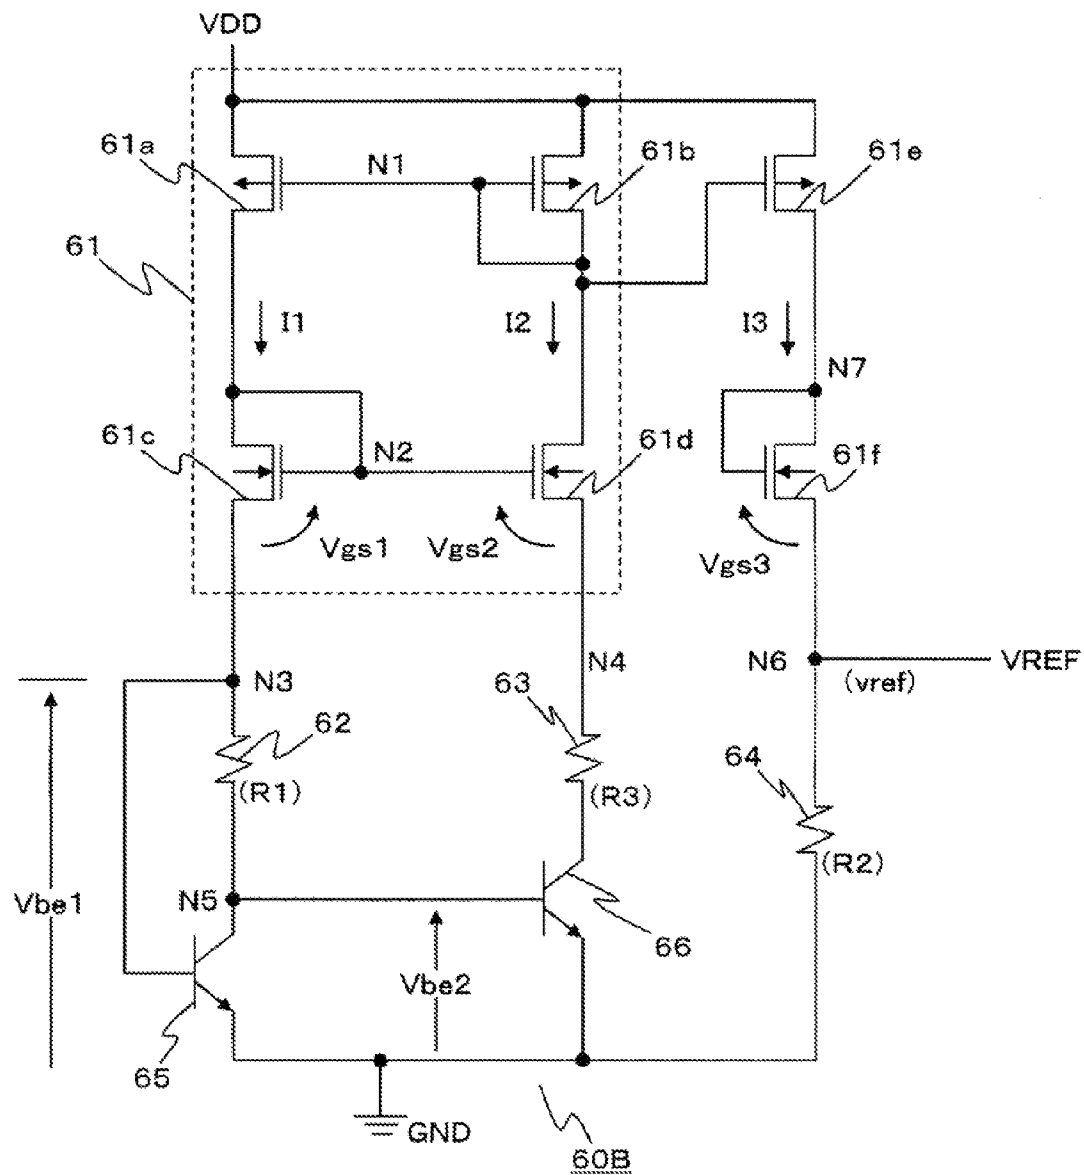 VDD
61a
N1
61b
61e
61
I1
I2
I3
N7
61c
N2
61d
61f
Vgs1
Vgs2
Vgs3
N3
N4
N6
VREF
(vref)
62
63
64
(R1)
(R3)
(R2)
Vbe1
N5
66
Vbe2
65
GND
60B